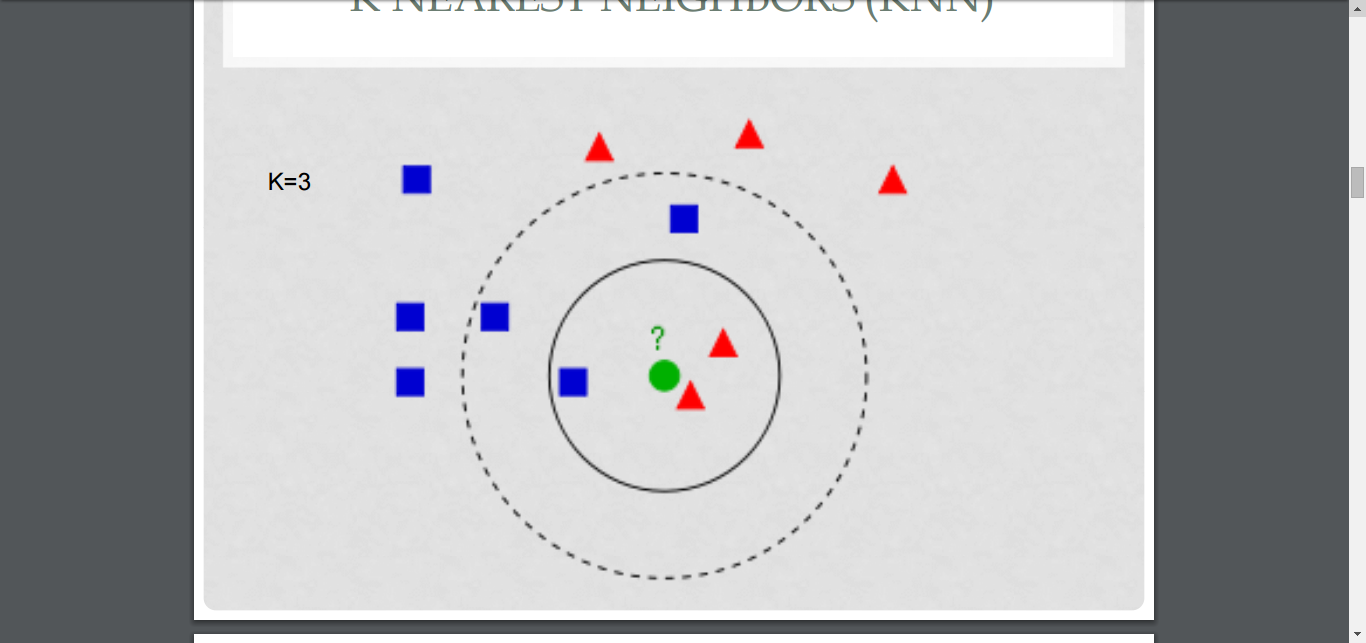 K NEAREST NEIGHBORS (KNN)
K=3
?